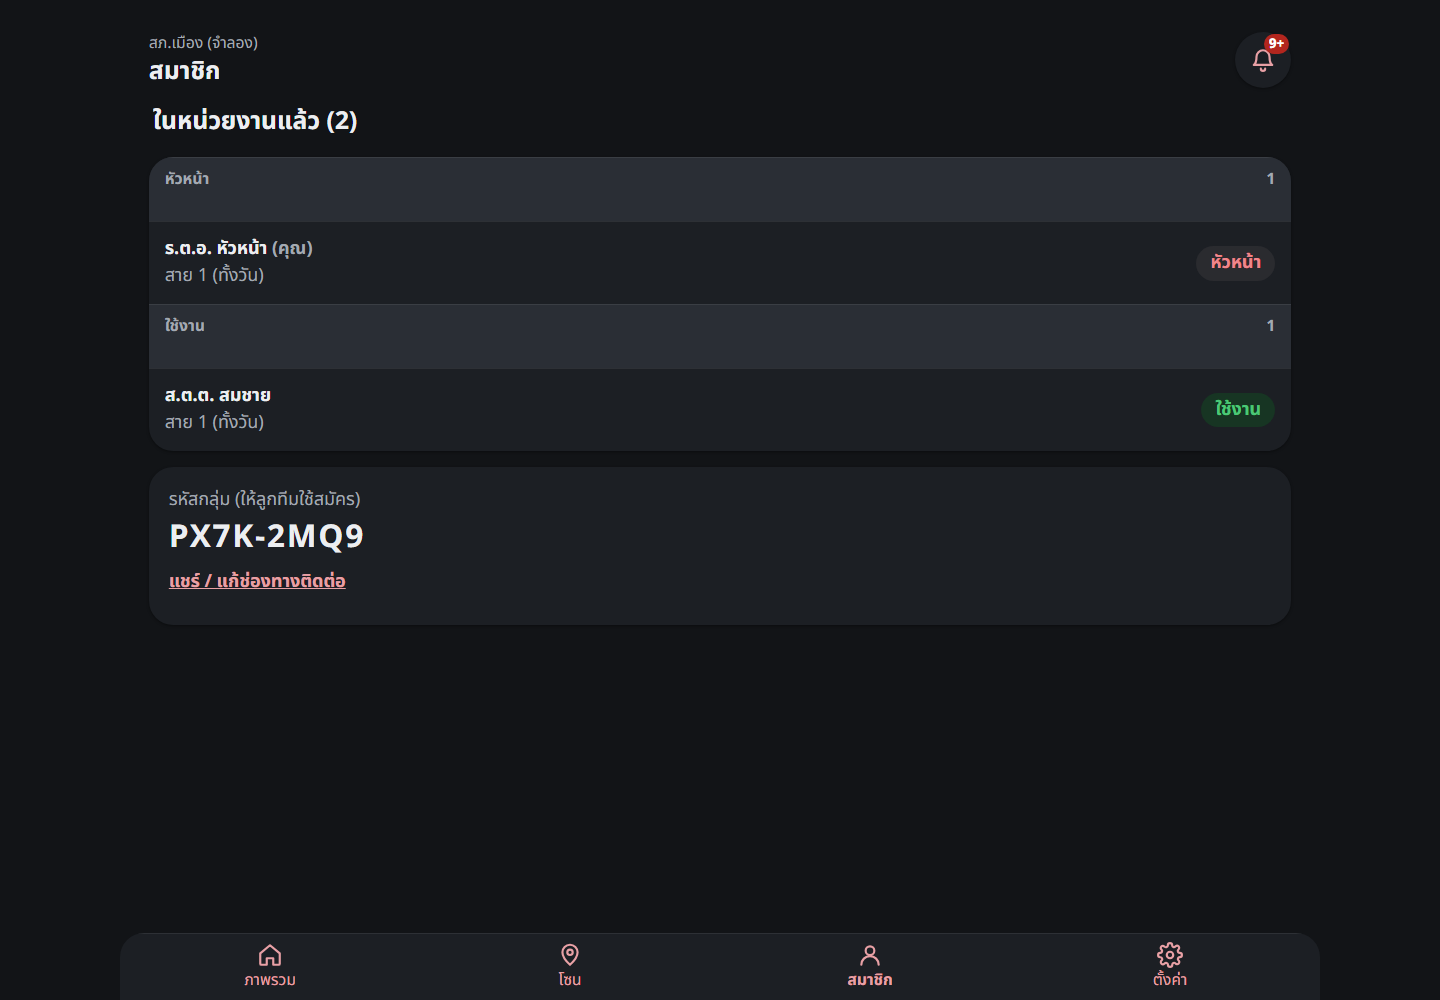 สภ.เมือง (จำลอง)
สมาชิก
9+
ในหน่วยงานแล้ว (2)
หัวหน้า 1
ร.ต.อ. หัวหน้า (คุณ)
สาย 1 (ทั้งวัน)
หัวหน้า
ใช้งาน 1
ส.ต.ต. สมชาย
สาย 1 (ทั้งวัน)
ใช้งาน
รหัสกลุ่ม (ให้ลูกทีมใช้สมัคร)
PX7K-2MQ9
แชร์ / แก้ช่องทางติดต่อ
ภาพรวม โซน สมาชิก ตั้งค่า